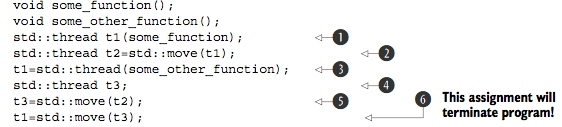 void some_function();
void some_other_function();
std::thread t1(some_function); 1
std::thread t2=std::move(t1); 2
t1=std::thread(some_other_function); 3
std::thread t3; 4
t3=std::move(t2); 5 6 This assignment will
t1=std::move(t3); terminate program!